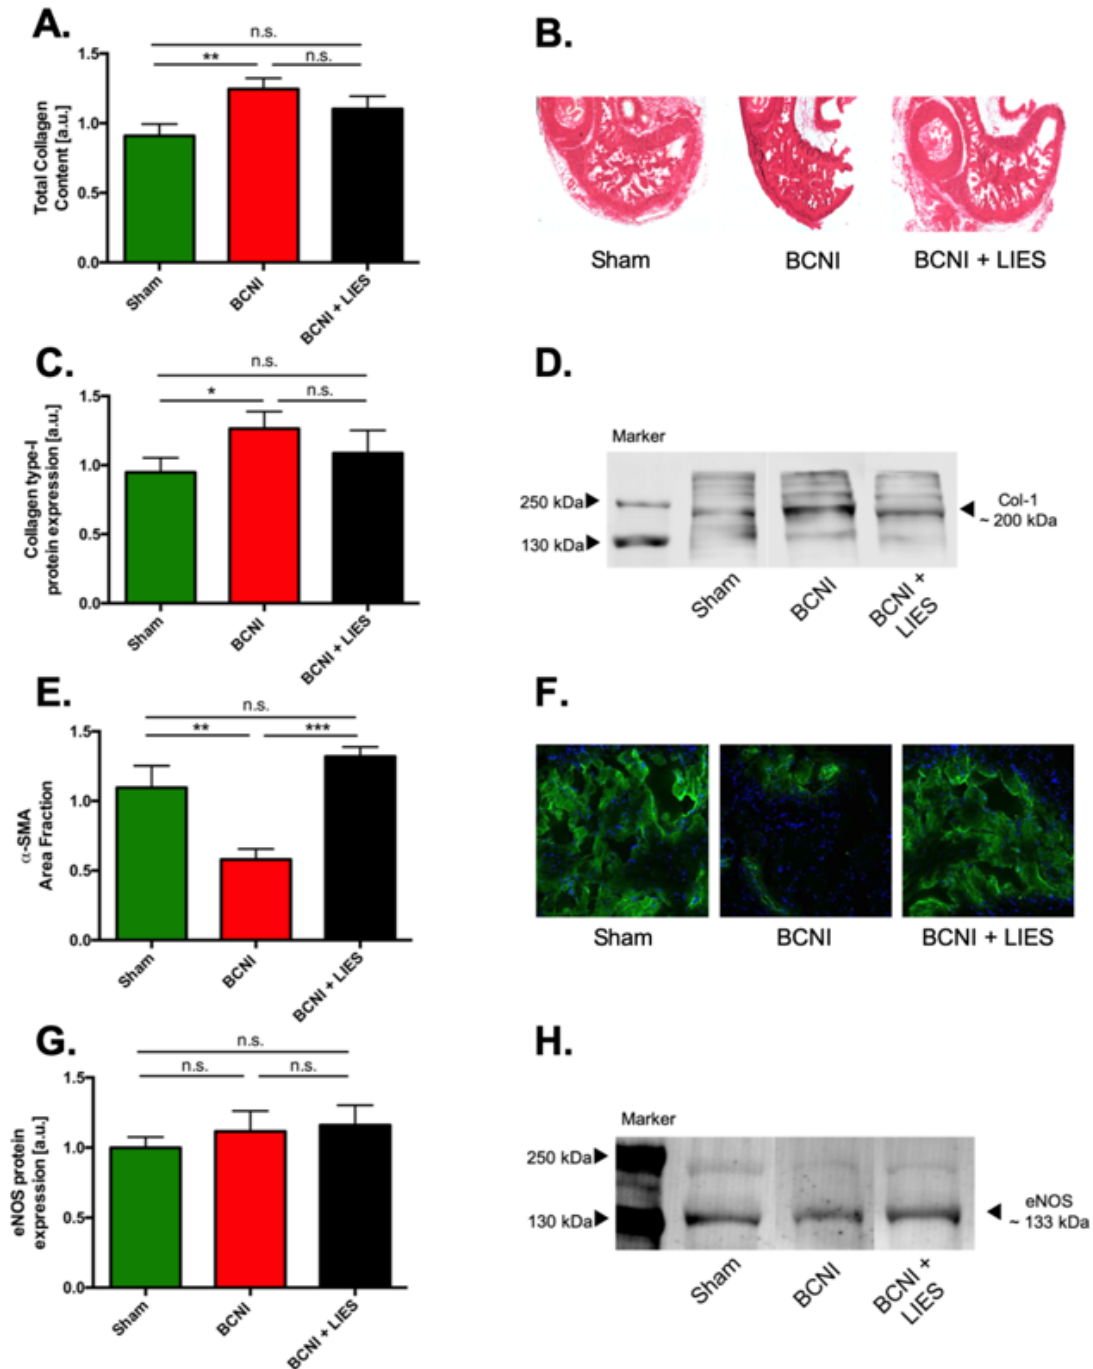 A.
n.s.
**
n.s.
Total Collagen
Content [a.u.]
1.5
1.0
0.5
0.0
Sham
BCNI
BCNI + LIES
B.
Sham
BCNI
BCNI + LIES
C.
n.s.
*
n.s.
Collagen type-I
protein expression [a.u.]
1.5
1.0
0.5
0.0
Sham
BCNI
BCNI + LIES
D.
Marker
250 kDa
130 kDa
Col-1
~ 200 kDa
Sham
BCNI
BCNI +
LIES
E.
n.s.
**
***
α-SMA
Area Fraction
1.5
1.0
0.5
0.0
Sham
BCNI
BCNI + LIES
F.
Sham
BCNI
BCNI + LIES
G.
n.s.
n.s.
n.s.
eNOS protein
expression [a.u.]
1.5
1.0
0.5
0.0
Sham
BCNI
BCNI + LIES
H.
Marker
250 kDa
130 kDa
eNOS
~ 133 kDa
Sham
BCNI
BCNI +
LIES